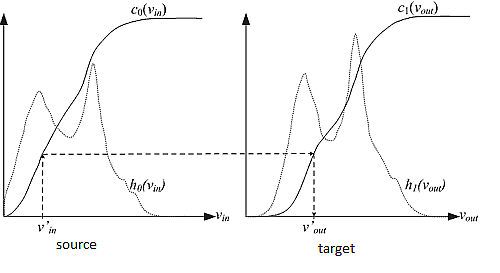 c₀(vᵢₙ)
h₀(vᵢₙ)
vᵢₙ
v'ᵢₙ
source
c₁(vₒᵤₜ)
h₁(vₒᵤₜ)
vₒᵤₜ
v'ₒᵤₜ
target